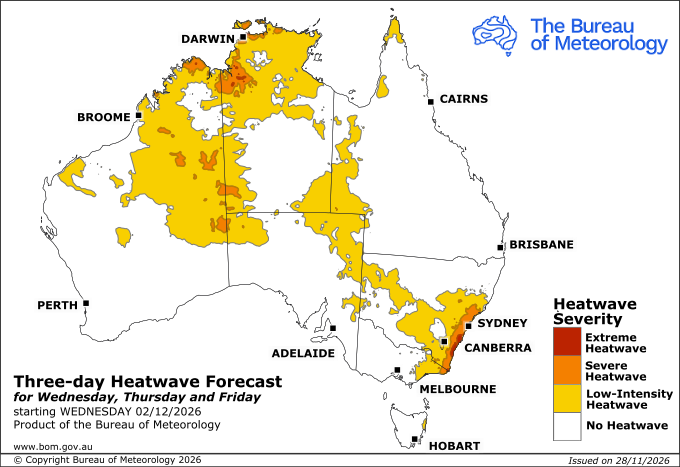 The Bureau
of Meteorology
DARWIN
CAIRNS
BROOME
BRISBANE
PERTH
SYDNEY
ADELAIDE
CANBERRA
MELBOURNE
HOBART
Heatwave
Severity
Extreme
Heatwave
Severe
Heatwave
Low-Intensity
Heatwave
No Heatwave
Three-day Heatwave Forecast
for Wednesday, Thursday and Friday
starting WEDNESDAY 02/12/2026
Product of the Bureau of Meteorology
www.bom.gov.au
© Copyright Bureau of Meteorology 2026
Issued on 28/11/2026